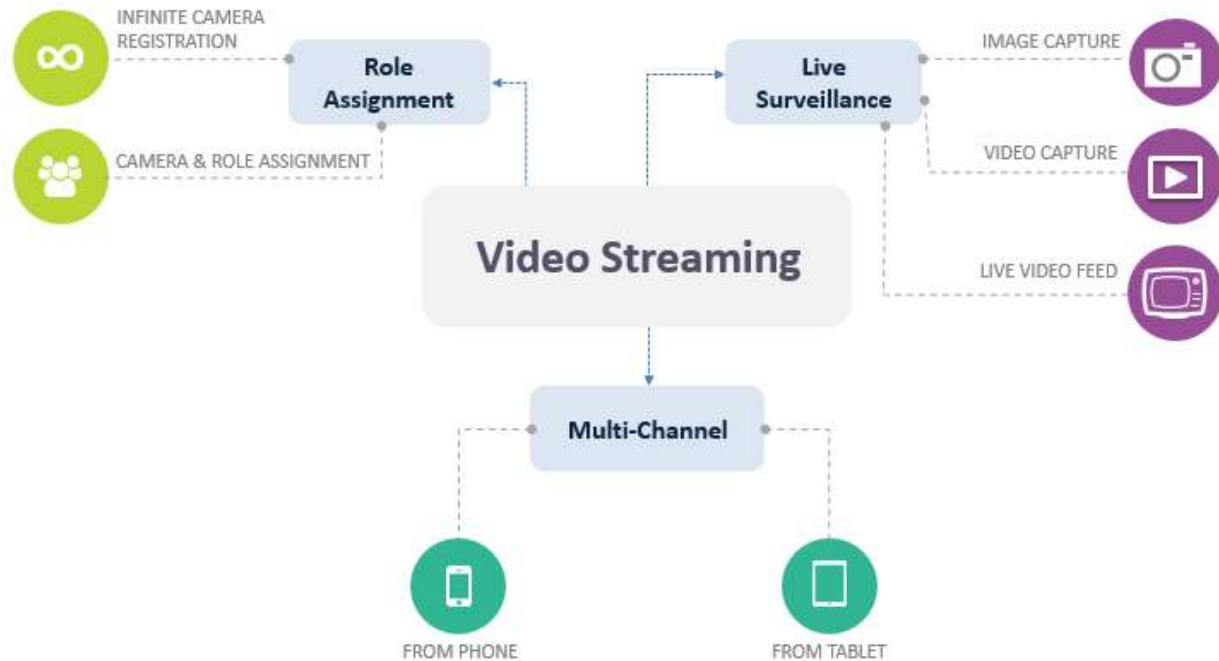 INFINITE CAMERA
REGISTRATION
Role
Assignment
CAMERA & ROLE ASSIGNMENT
Live
Surveillance
IMAGE CAPTURE
VIDEO CAPTURE
LIVE VIDEO FEED
Video Streaming
Multi-Channel
FROM PHONE
FROM TABLET